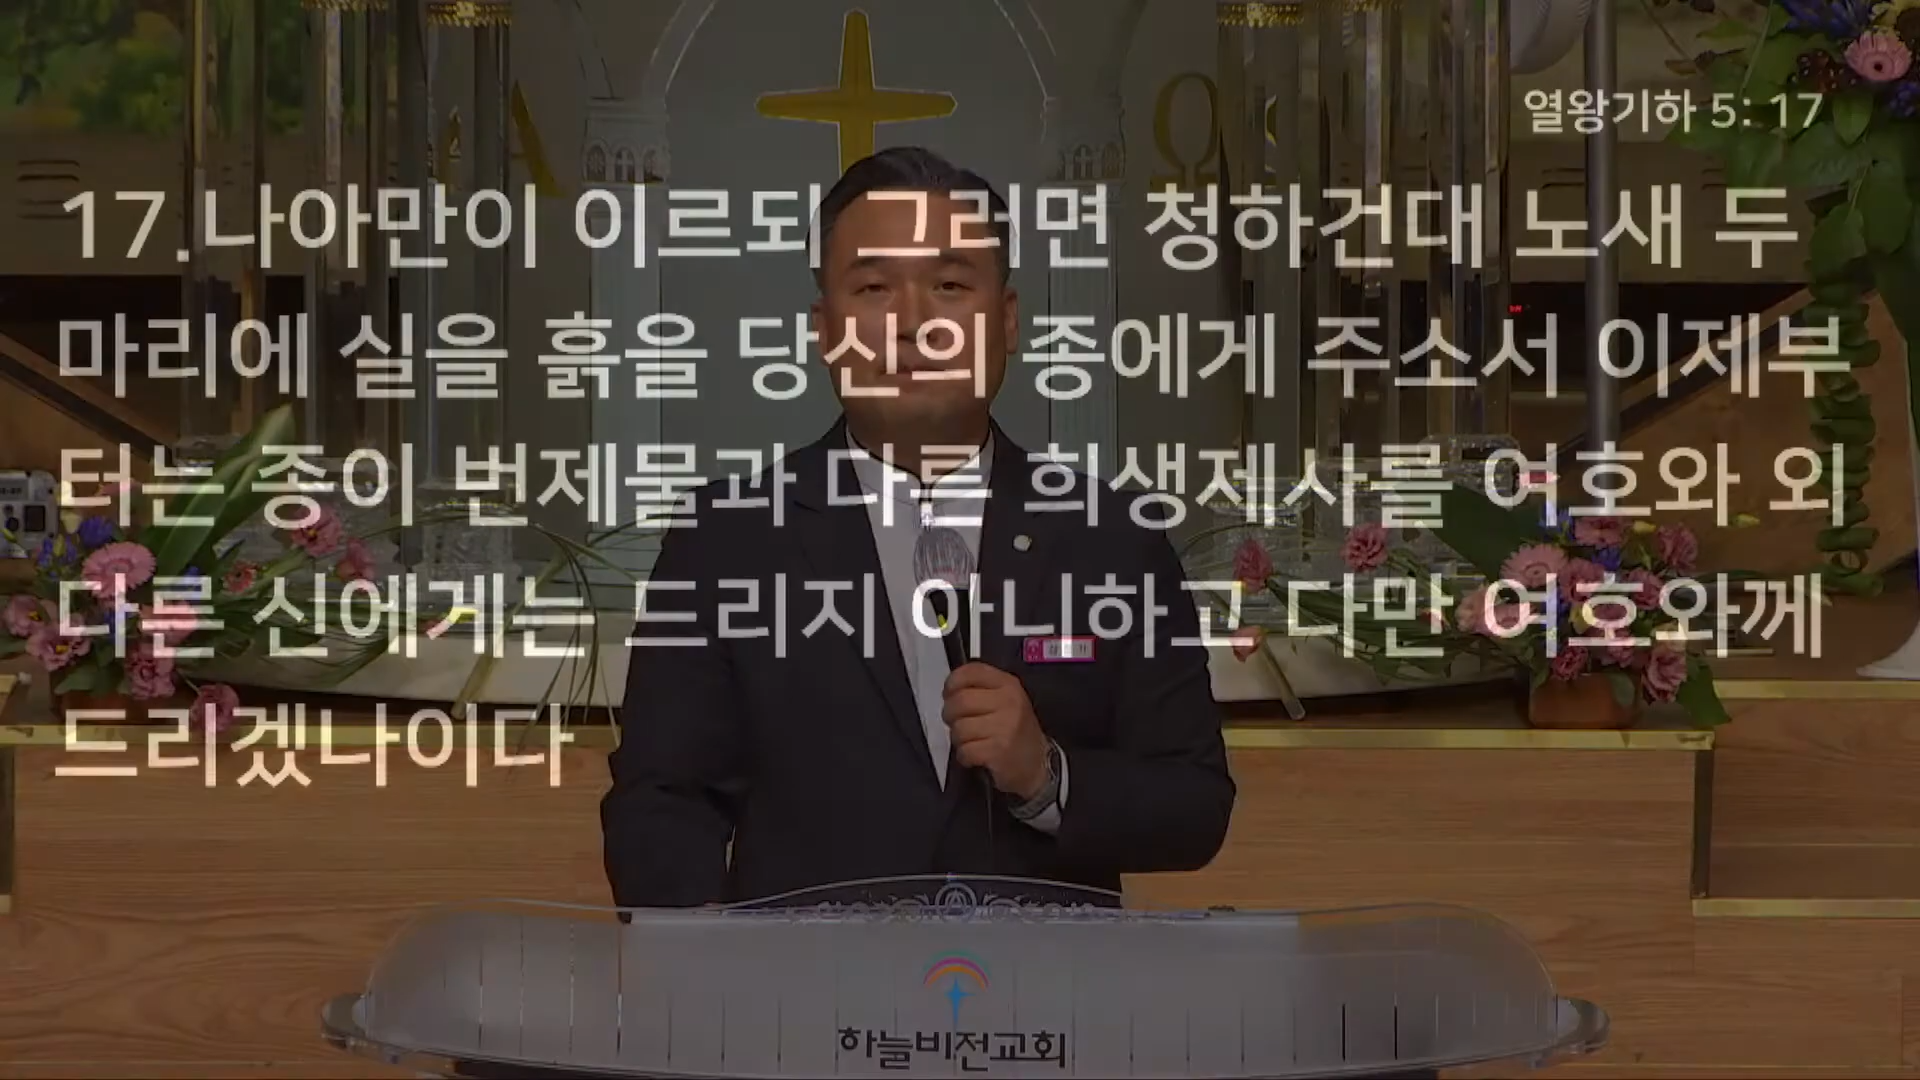 열왕기하 5: 17
17.나아만이 이르되 그러면 청하건대 노새 두
마리에 실을 흙을 당신의 종에게 주소서 이제부
터는 종이 번제물과 다른 희생제사를 여호와 외
다른 신에게는 드리지 아니하고 다만 여호와께
드리겠나이다
Α Ω
하늘비전교회